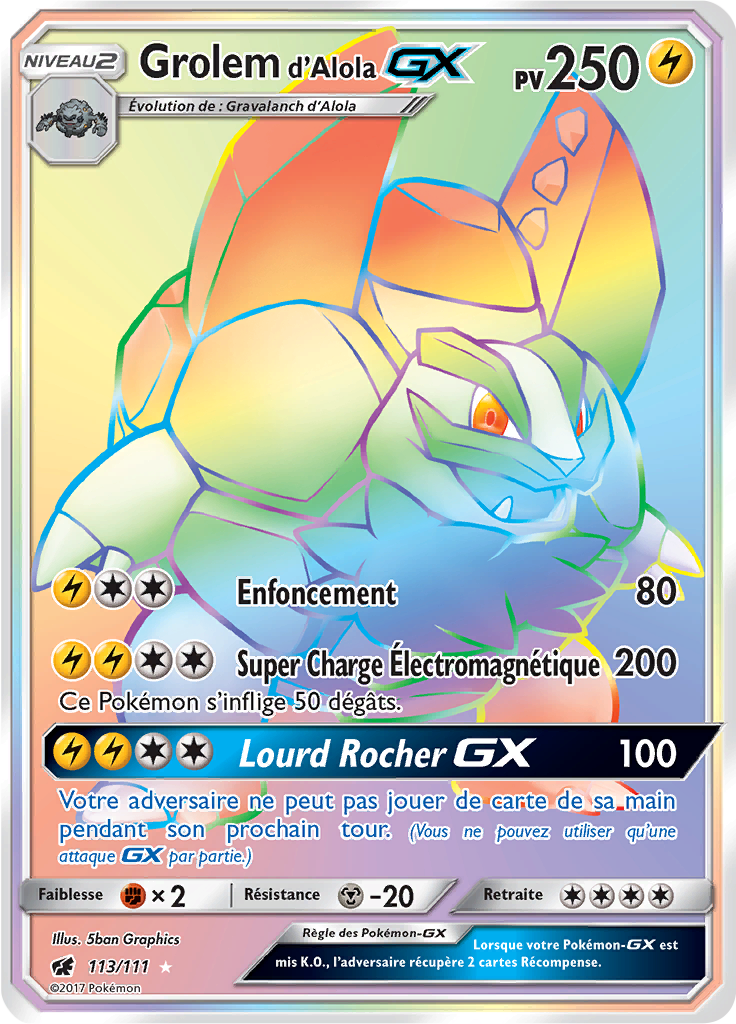 NIVEAU2
Grolem d'Alola GX
PV250
Évolution de : Gravalanch d'Alola
Enfoncement 80
Super Charge Électromagnétique 200
Ce Pokémon s'inflige 50 dégâts.
Lourd Rocher GX 100
Votre adversaire ne peut pas jouer de carte de sa main
pendant son prochain tour. (Vous ne pouvez utiliser qu'une
attaque GX par partie.)
Faiblesse ×2 Résistance -20 Retraite
Illus. 5ban Graphics
113/111
©2017 Pokémon
Règle des Pokémon-GX
Lorsque votre Pokémon-GX est
mis K.O., l'adversaire récupère 2 cartes Récompense.